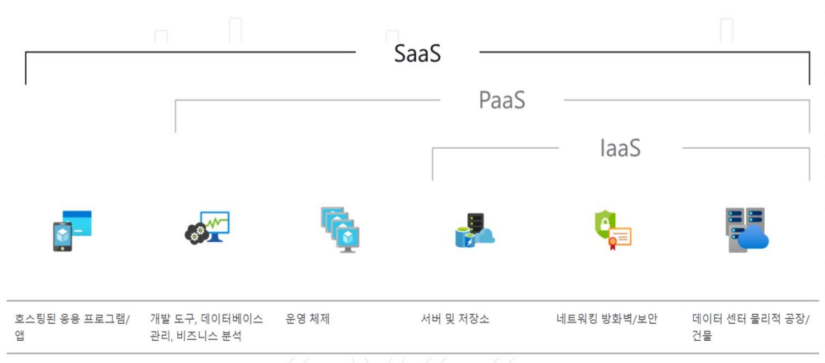 SaaS
PaaS
IaaS
호스팅된 응용 프로그램/
앱
개발 도구, 데이터베이스
관리, 비즈니스 분석
운영 체제
서버 및 저장소
네트워킹 방화벽/보안
데이터 센터 물리적 공장/
건물